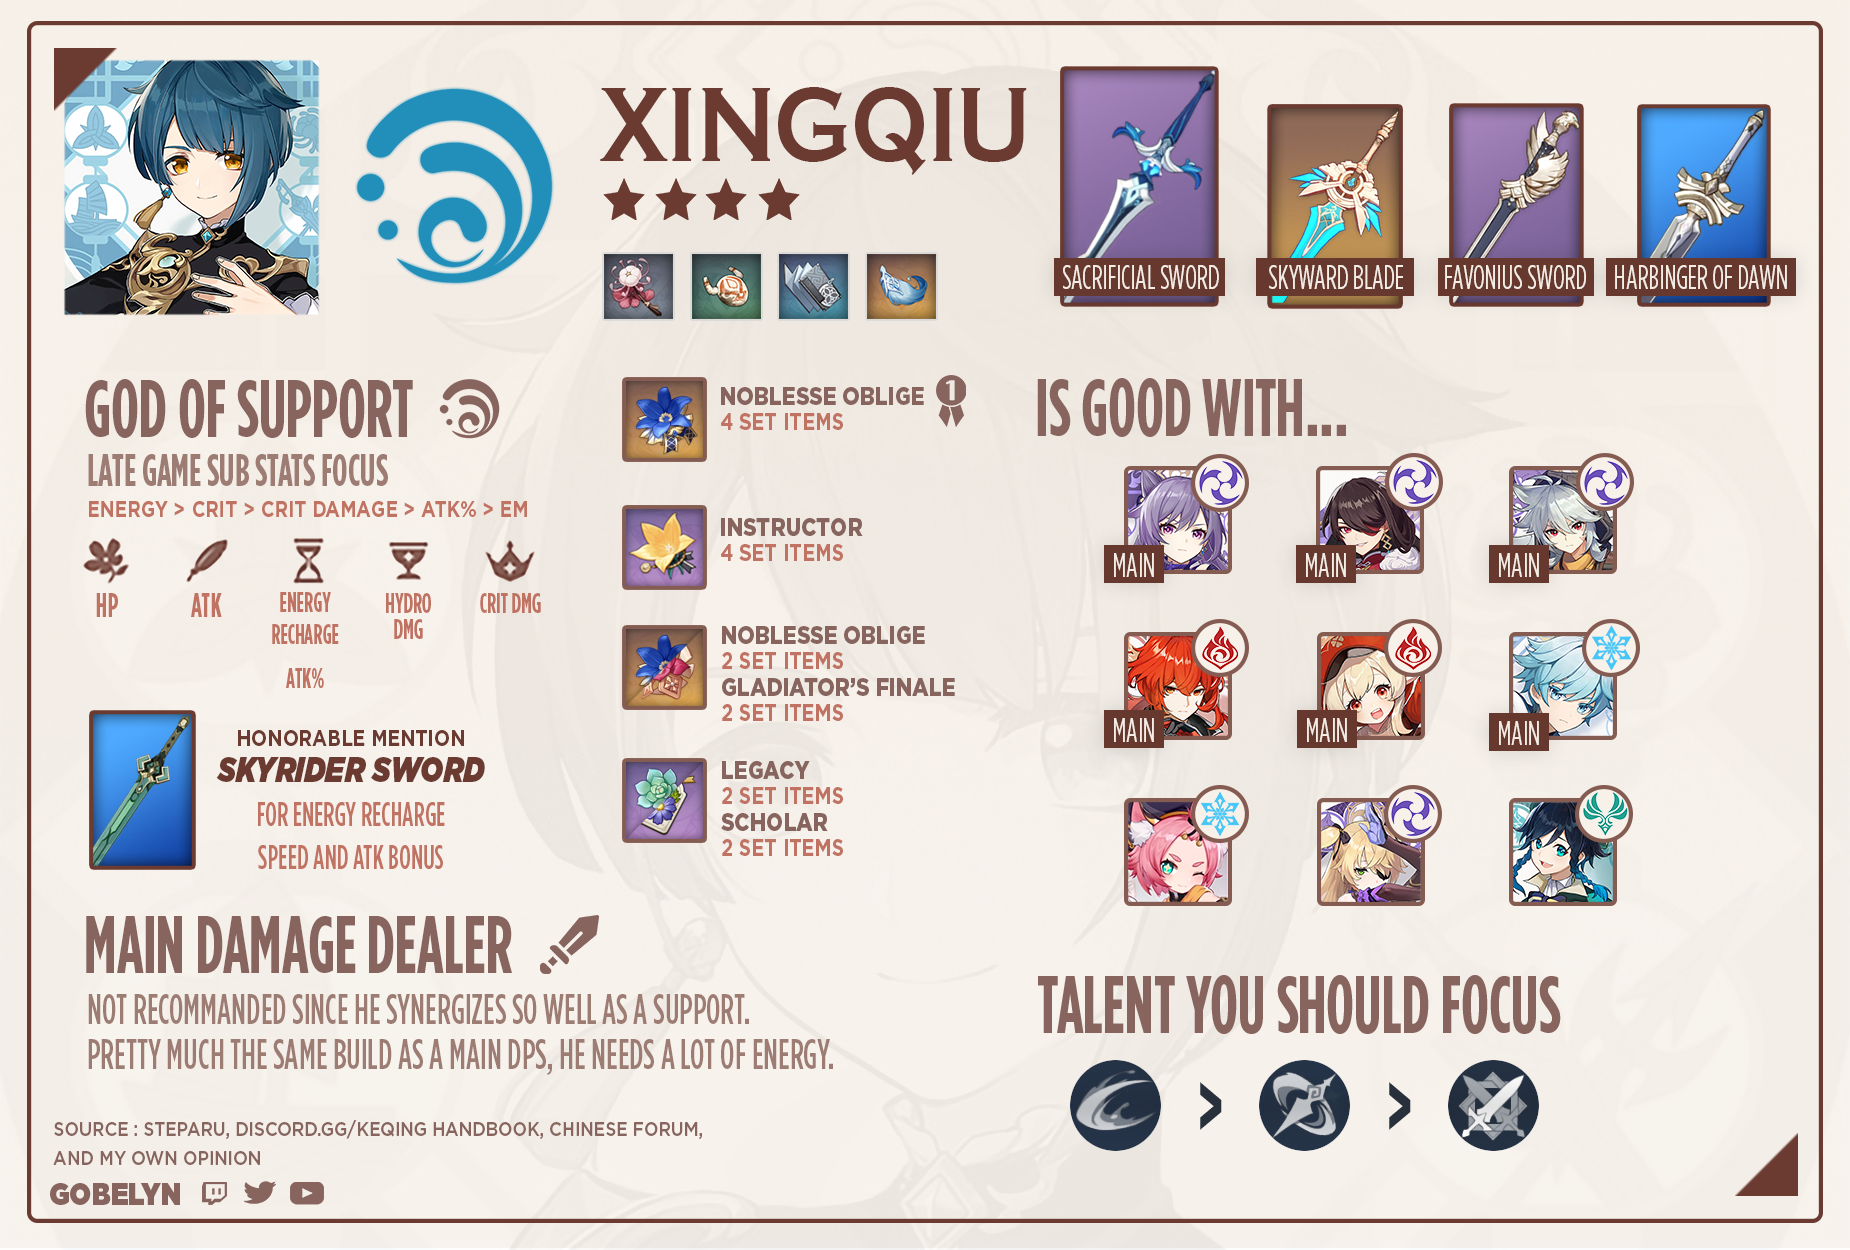 XINGQIU
SACRIFICIAL SWORD
SKYWARD BLADE
FAVONIUS SWORD
HARBINGER OF DAWN
GOD OF SUPPORT
LATE GAME SUB STATS FOCUS
ENERGY > CRIT > CRIT DAMAGE > ATK% > EM
HP
ATK
ENERGY
RECHARGE
ATK%
HYDRO
DMG
CRIT DMG
HONORABLE MENTION
SKYRIDER SWORD
FOR ENERGY RECHARGE
SPEED AND ATK BONUS
NOBLESSE OBLIGE
1
4 SET ITEMS
INSTRUCTOR
4 SET ITEMS
NOBLESSE OBLIGE
2 SET ITEMS
GLADIATOR'S FINALE
2 SET ITEMS
LEGACY
2 SET ITEMS
SCHOLAR
2 SET ITEMS
IS GOOD WITH...
MAIN
MAIN
MAIN
MAIN
MAIN
MAIN
MAIN DAMAGE DEALER
NOT RECOMMANDED SINCE HE SYNERGIZES SO WELL AS A SUPPORT.
PRETTY MUCH THE SAME BUILD AS A MAIN DPS, HE NEEDS A LOT OF ENERGY.
TALENT YOU SHOULD FOCUS
> >
SOURCE : STEPARU, DISCORD.GG/KEQING HANDBOOK, CHINESE FORUM,
AND MY OWN OPINION
GOBELYN